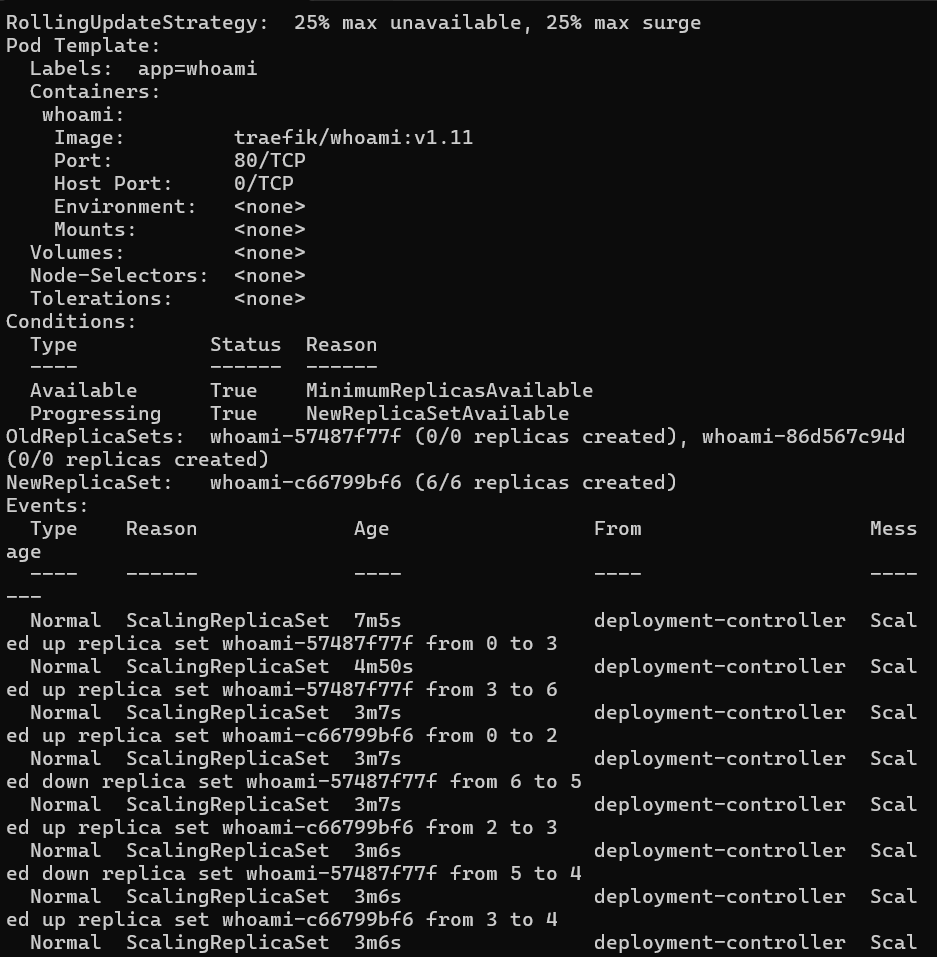 RollingUpdateStrategy:  25% max unavailable, 25% max surge
Pod Template:
  Labels:  app=whoami
  Containers:
   whoami:
    Image:         traefik/whoami:v1.11
    Port:          80/TCP
    Host Port:     0/TCP
    Environment:   <none>
    Mounts:        <none>
  Volumes:         <none>
  Node-Selectors:  <none>
  Tolerations:     <none>
Conditions:
  Type           Status  Reason
  ----           ------  ------
  Available      True    MinimumReplicasAvailable
  Progressing    True    NewReplicaSetAvailable
OldReplicaSets:  whoami-57487f77f (0/0 replicas created), whoami-86d567c94d
(0/0 replicas created)
NewReplicaSet:   whoami-c66799bf6 (6/6 replicas created)
Events:
  Type    Reason             Age                From                   Mess
age
  ----    ------             ----               ----                   ----
---
  Normal  ScalingReplicaSet  7m5s               deployment-controller  Scal
ed up replica set whoami-57487f77f from 0 to 3
  Normal  ScalingReplicaSet  4m50s              deployment-controller  Scal
ed up replica set whoami-57487f77f from 3 to 6
  Normal  ScalingReplicaSet  3m7s               deployment-controller  Scal
ed up replica set whoami-c66799bf6 from 0 to 2
  Normal  ScalingReplicaSet  3m7s               deployment-controller  Scal
ed down replica set whoami-57487f77f from 6 to 5
  Normal  ScalingReplicaSet  3m7s               deployment-controller  Scal
ed up replica set whoami-c66799bf6 from 2 to 3
  Normal  ScalingReplicaSet  3m6s               deployment-controller  Scal
ed down replica set whoami-57487f77f from 5 to 4
  Normal  ScalingReplicaSet  3m6s               deployment-controller  Scal
ed up replica set whoami-c66799bf6 from 3 to 4
  Normal  ScalingReplicaSet  3m6s               deployment-controller  Scal